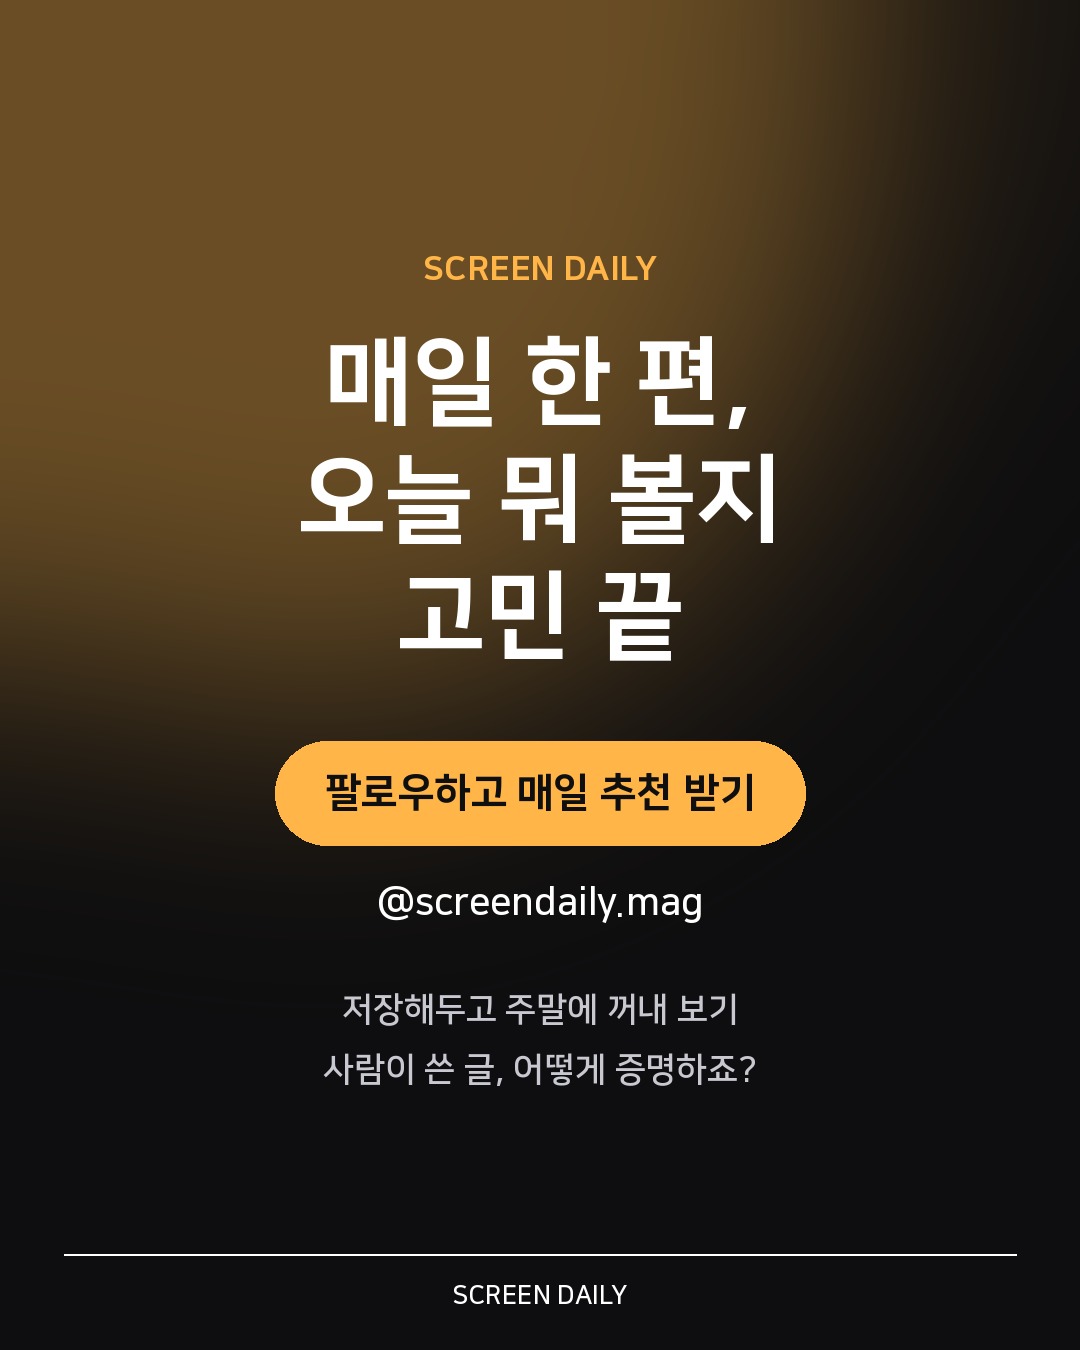 SCREEN DAILY
매일 한 편,
오늘 뭐 볼지
고민 끝
팔로우하고 매일 추천 받기
@screendaily.mag
저장해두고 주말에 꺼내 보기
사람이 쓴 글, 어떻게 증명하죠?
SCREEN DAILY